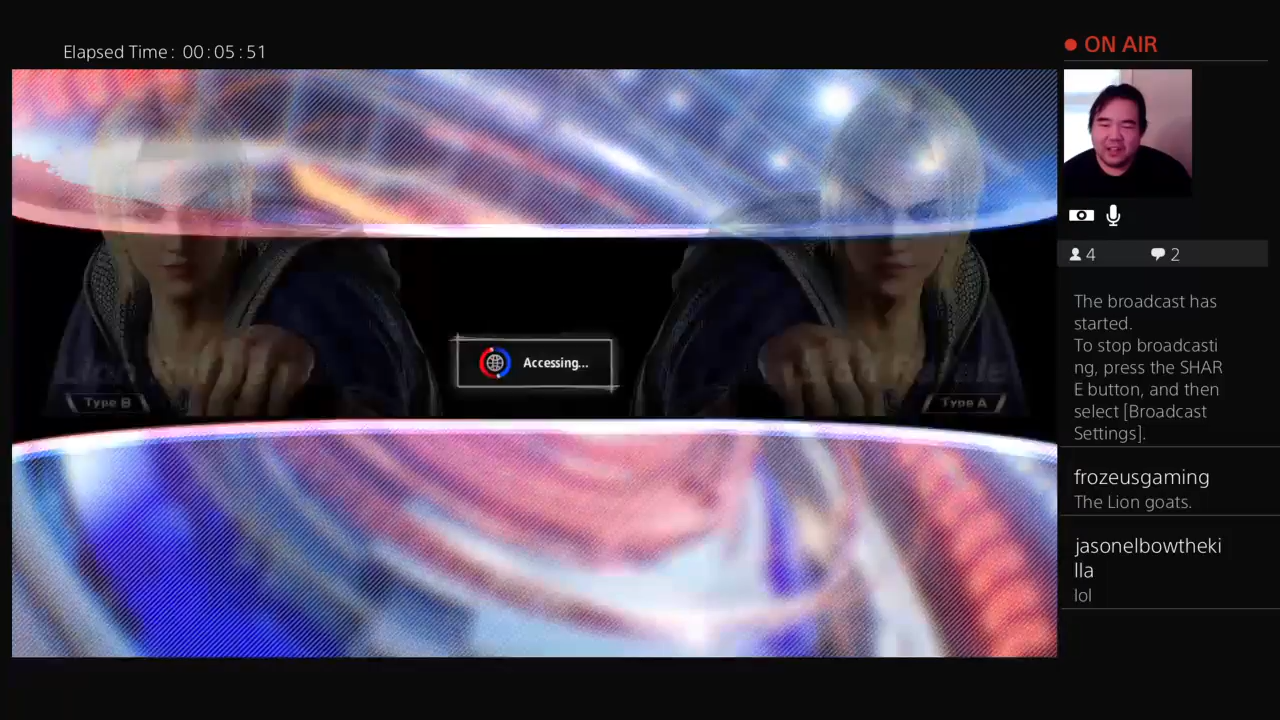 Elapsed Time: 00:05:51
ON AIR
Accessing...
Type B
Type A
4
2
The broadcast has
started.
To stop broadcasti
ng, press the SHAR
E button, and then
select [Broadcast
Settings].
frozeusgaming
The Lion goats.
jasonelbowtheki
lla
lol